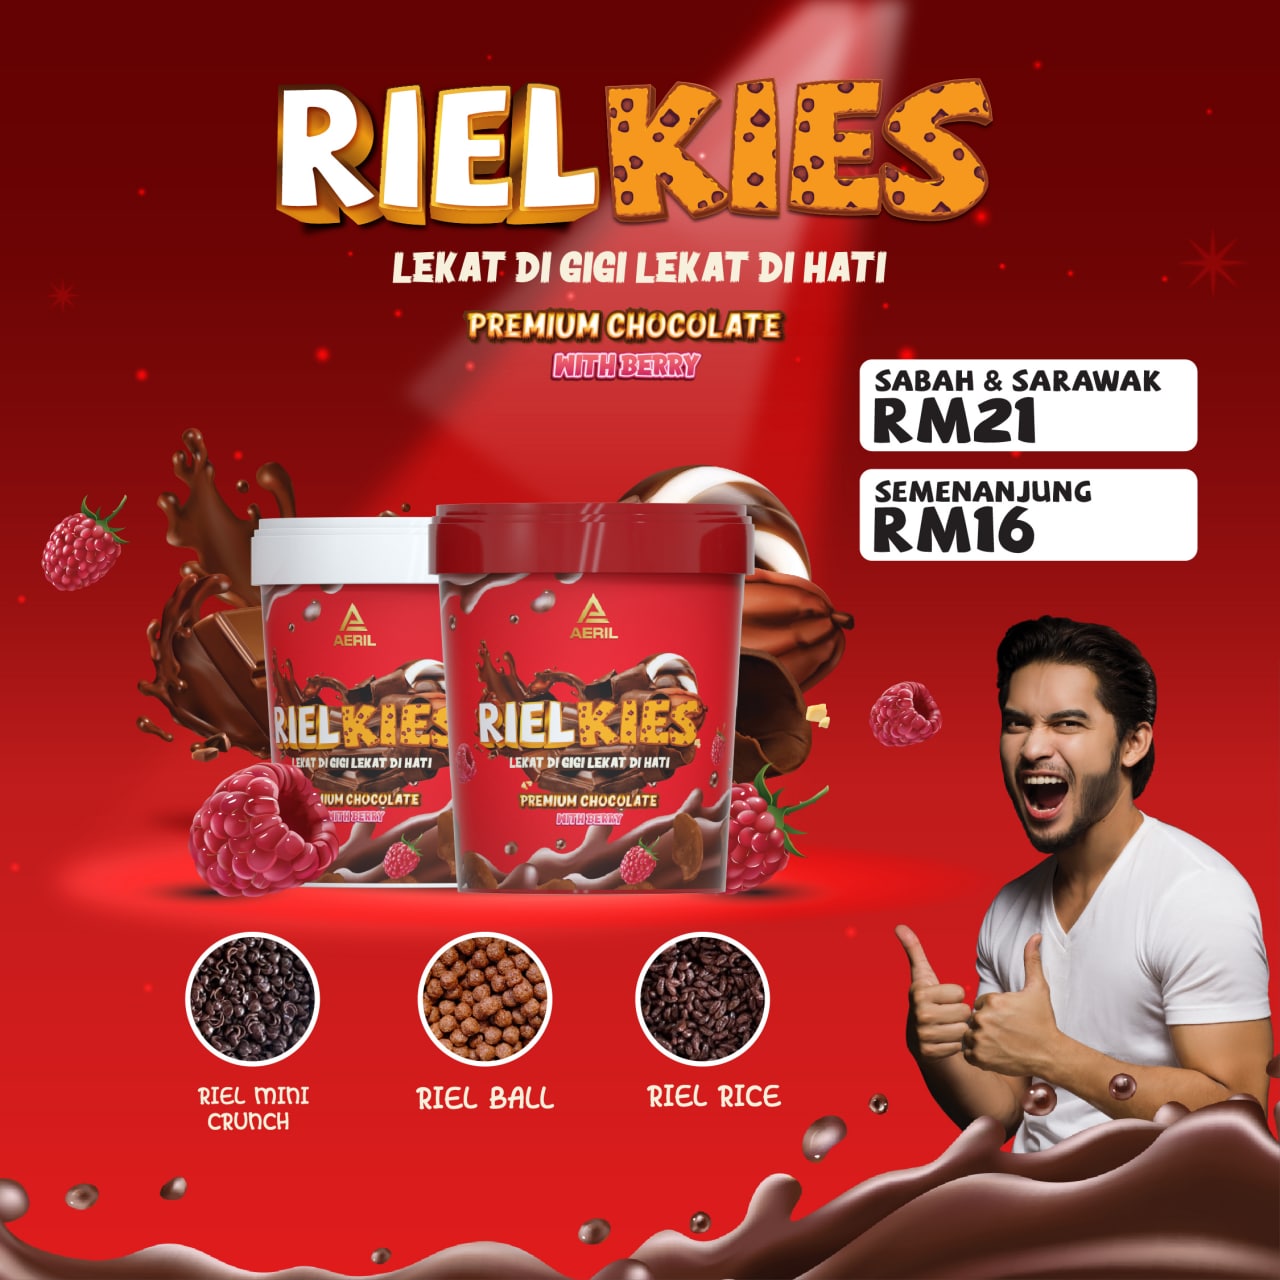 RIELKIES
LEKAT DI GIGI LEKAT DI HATI
PREMIUM CHOCOLATE
WITH BERRY
SABAH & SARAWAK
RM21
SEMENANJUNG
RM16
AERIL
RIELKIES
LEKAT DI GIGI LEKAT DI HATI
CHOCOLATE
WITH BERRY
AERIL
RIELKIES
LEKAT DI GIGI LEKAT DI HATI
PREMIUM CHOCOLATE
WITH BERRY
RIEL MINI
CRUNCH
RIEL BALL
RIEL RICE